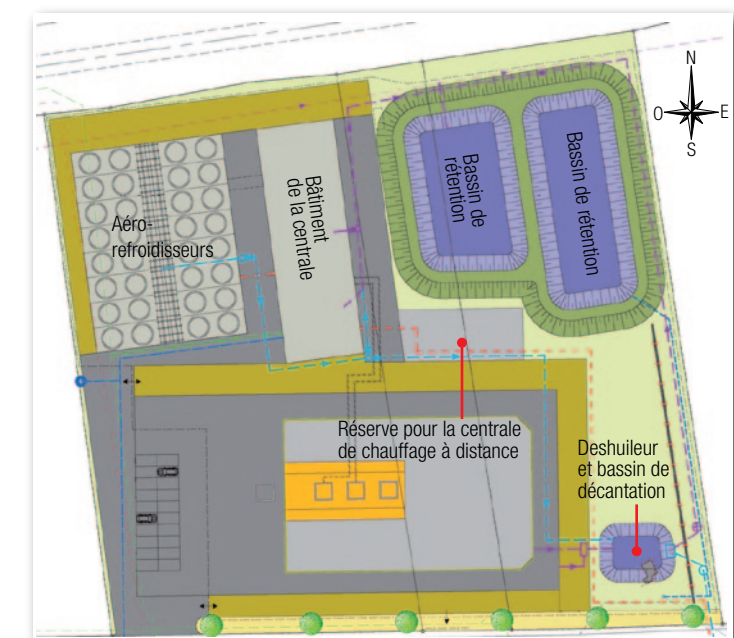 N
O
E
S
Bassin de
rétention
Bassin de rétention
Bâtiment
de la centrale
Aéro-
refroidisseurs
Réserve pour la centrale
de chauffage à distance
Deshuileur
et bassin de
décantation